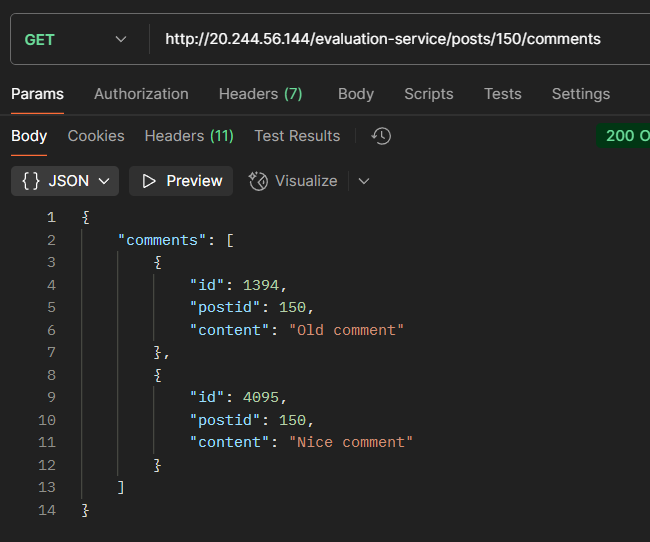 GET http://20.244.56.144/evaluation-service/posts/150/comments
Params Authorization Headers (7) Body Scripts Tests Settings
Body Cookies Headers (11) Test Results 200 O
{} JSON Preview Visualize
1 {
2 "comments": [
3 {
4 "id": 1394,
5 "postid": 150,
6 "content": "Old comment"
7 },
8 {
9 "id": 4095,
10 "postid": 150,
11 "content": "Nice comment"
12 }
13 ]
14 }